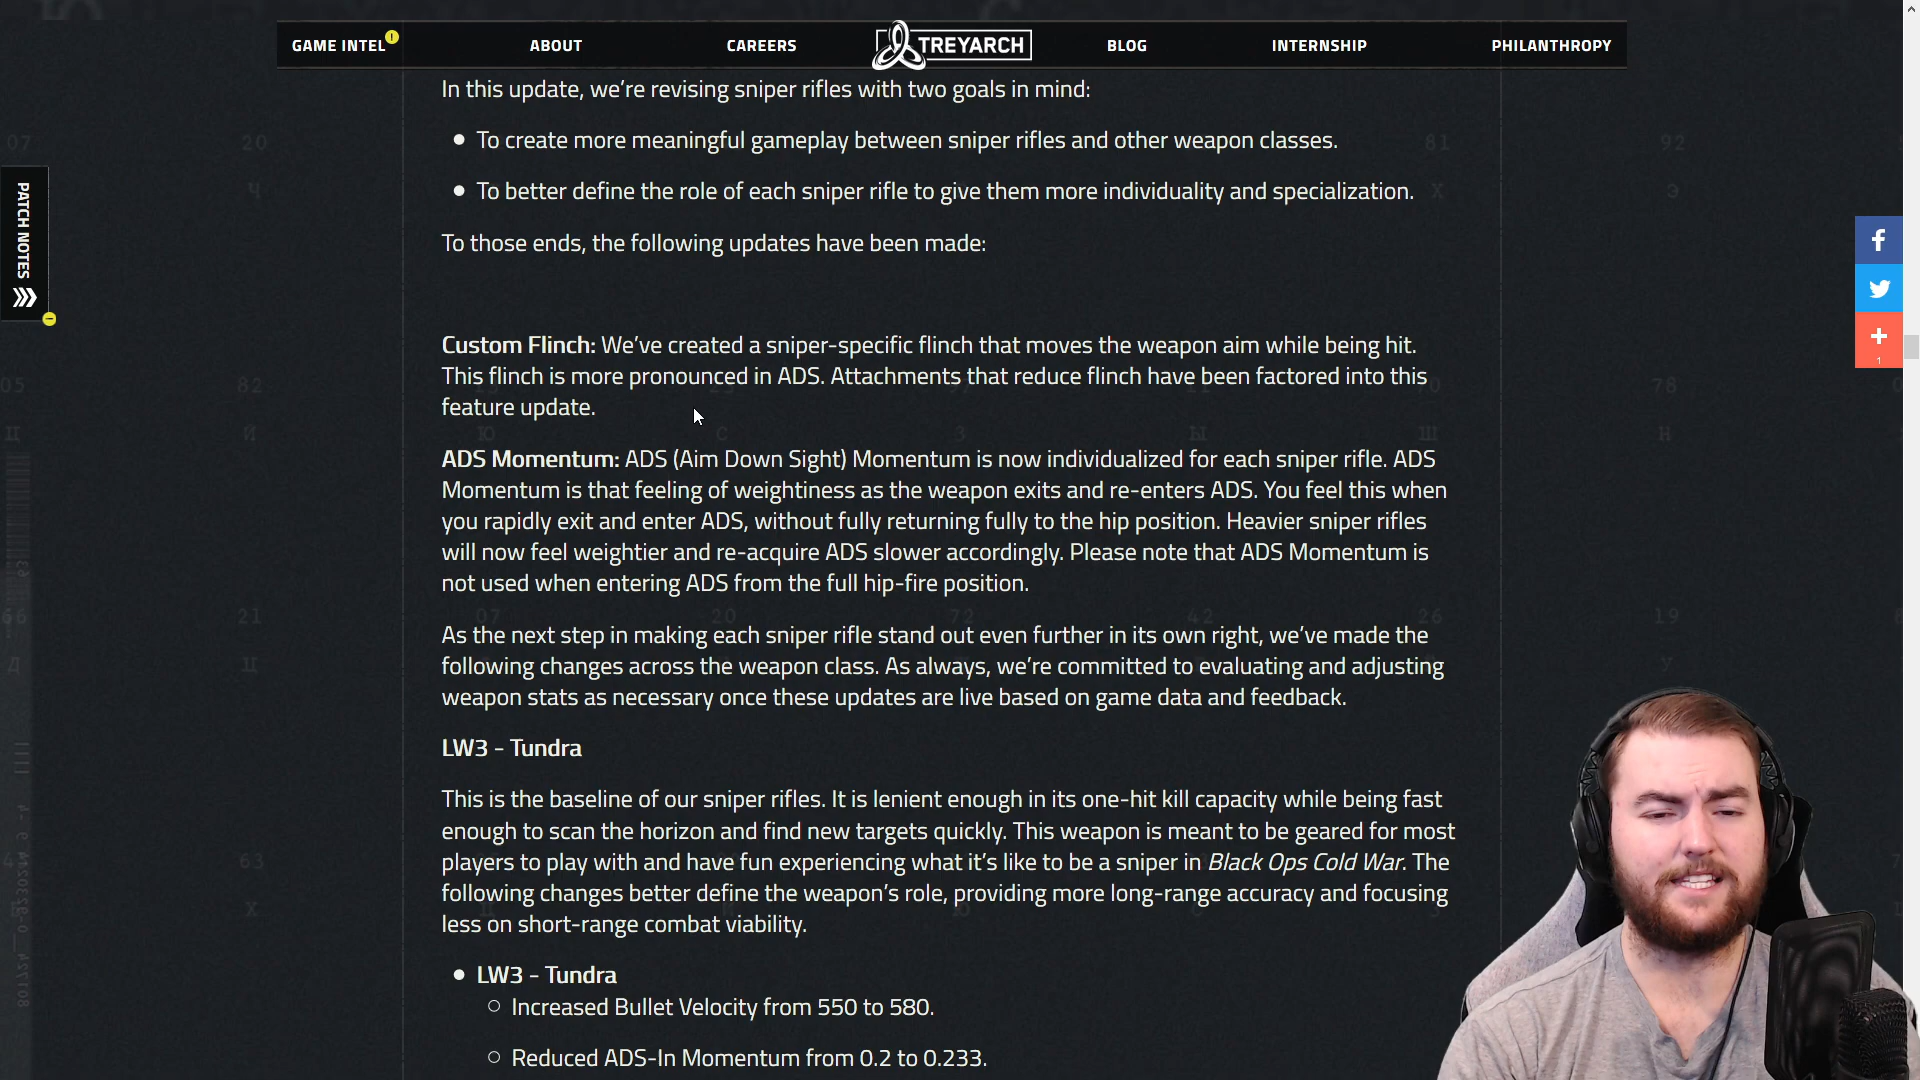 GAME INTEL !
ABOUT
CAREERS
TREYARCH
BLOG
INTERNSHIP
PHILANTHROPY
PATCH NOTES
In this update, we’re revising sniper rifles with two goals in mind:
To create more meaningful gameplay between sniper rifles and other weapon classes.
To better define the role of each sniper rifle to give them more individuality and specialization.
To those ends, the following updates have been made:
Custom Flinch: We’ve created a sniper-specific flinch that moves the weapon aim while being hit.
This flinch is more pronounced in ADS. Attachments that reduce flinch have been factored into this
feature update.
ADS Momentum: ADS (Aim Down Sight) Momentum is now individualized for each sniper rifle. ADS
Momentum is that feeling of weightiness as the weapon exits and re-enters ADS. You feel this when
you rapidly exit and enter ADS, without fully returning fully to the hip position. Heavier sniper rifles
will now feel weightier and re-acquire ADS slower accordingly. Please note that ADS Momentum is
not used when entering ADS from the full hip-fire position.
As the next step in making each sniper rifle stand out even further in its own right, we’ve made the
following changes across the weapon class. As always, we’re committed to evaluating and adjusting
weapon stats as necessary once these updates are live based on game data and feedback.
LW3 - Tundra
This is the baseline of our sniper rifles. It is lenient enough in its one-hit kill capacity while being fast
enough to scan the horizon and find new targets quickly. This weapon is meant to be geared for most
players to play with and have fun experiencing what it’s like to be a sniper in Black Ops Cold War. The
following changes better define the weapon’s role, providing more long-range accuracy and focusing
less on short-range combat viability.
LW3 - Tundra
Increased Bullet Velocity from 550 to 580.
Reduced ADS-In Momentum from 0.2 to 0.233.
1